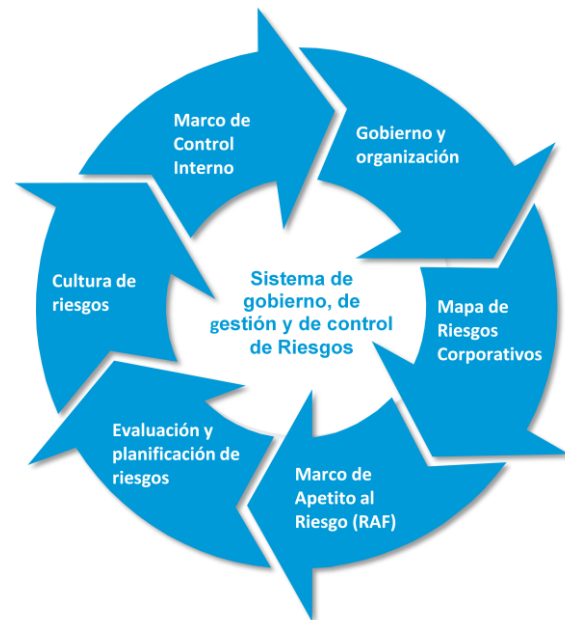 Marco de
Control
Interno
Gobierno y
organización
Mapa de
Riesgos
Corporativos
Marco de
Apetito al
Riesgo (RAF)
Evaluación y
planificación de
riesgos
Cultura de
riesgos
Sistema de
gobierno, de
gestión y de control
de Riesgos